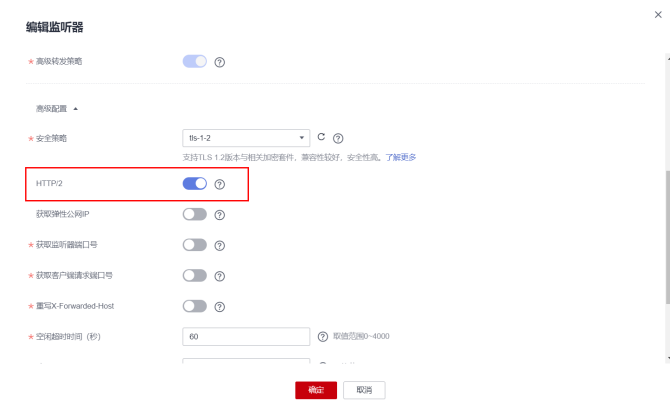 编辑监听器
高级转发策略
高级配置
安全策略
tls-1-2
支持TLS 1.2版本与相关加密套件，兼容性较好，安全性高。了解更多
HTTP/2
获取弹性公网IP
获取监听器端口号
获取客户端请求端口号
重写X-Forwarded-Host
空闲超时时间（秒）
60
取值范围0~4000
确定
取消